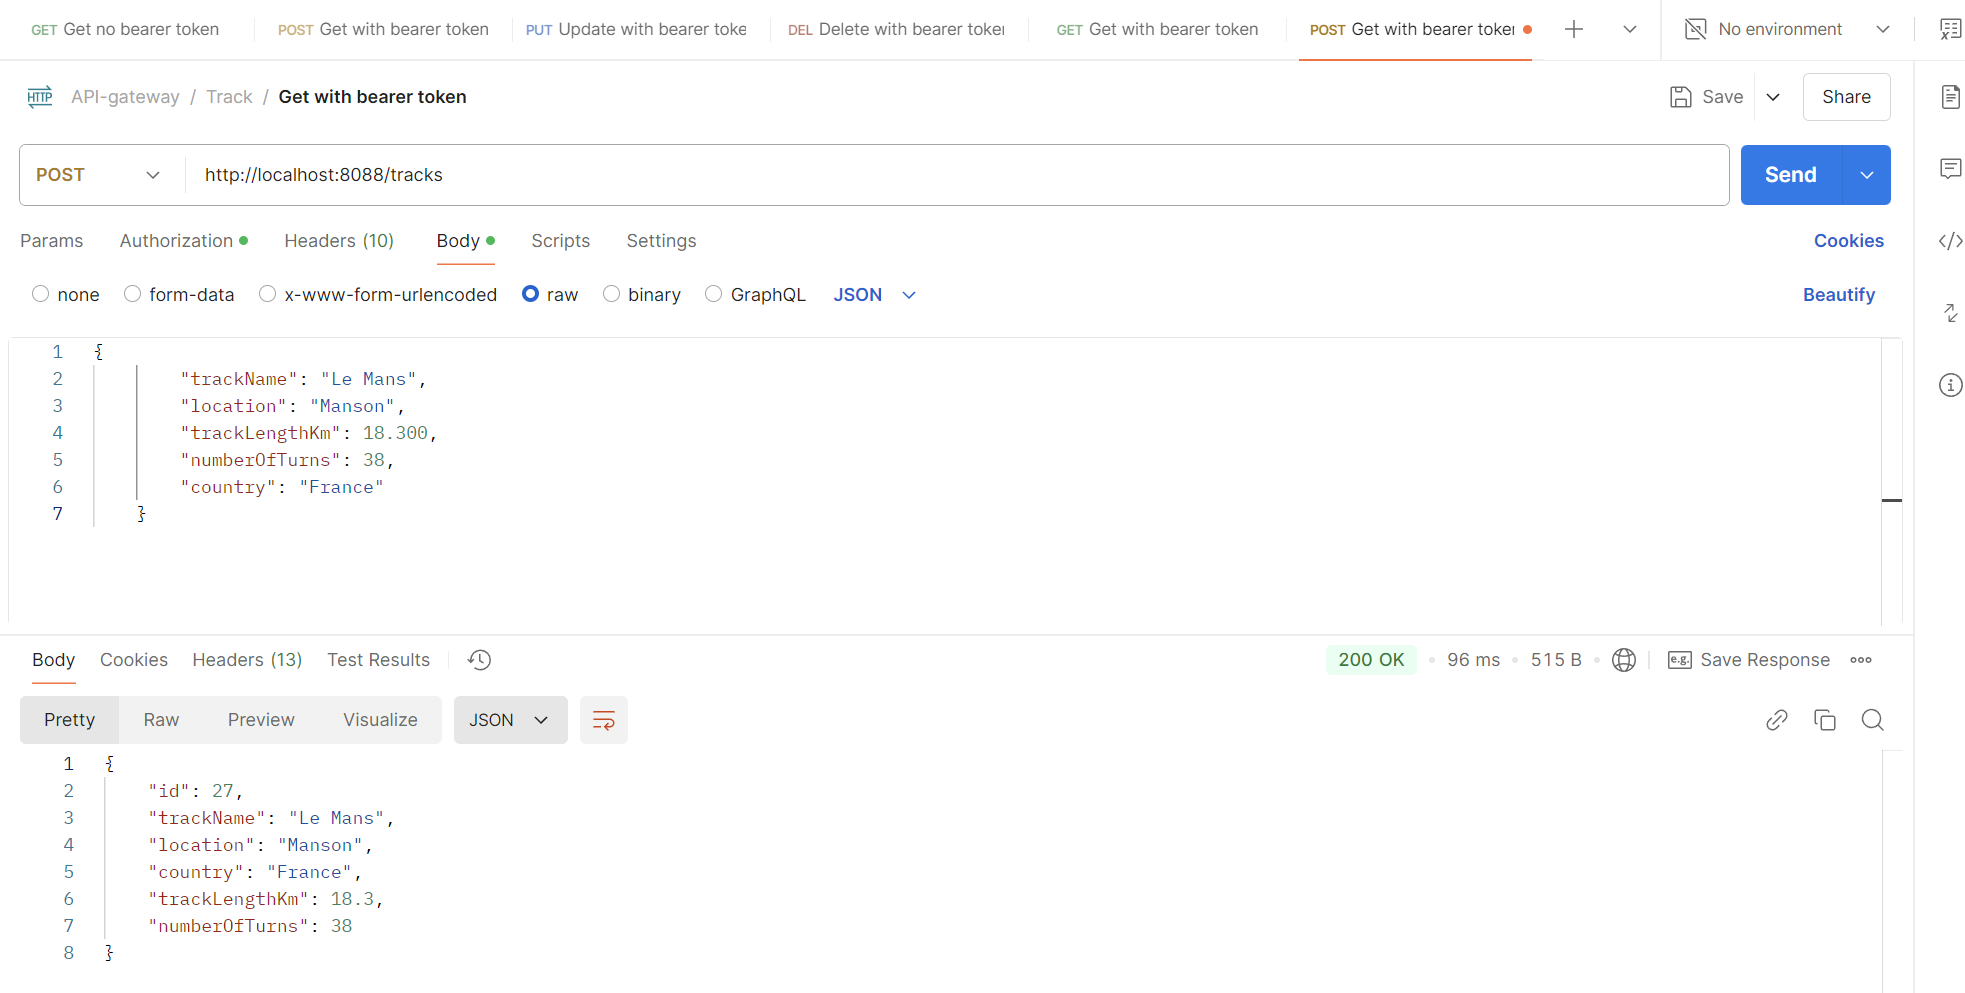 GET Get no bearer token POST Get with bearer token PUT Update with bearer toke DEL Delete with bearer token GET Get with bearer token POST Get with bearer token No environment
HTTP API-gateway / Track / Get with bearer token Save Share
POST http://localhost:8088/tracks Send
Params Authorization Headers (10) Body Scripts Settings Cookies
none form-data x-www-form-urlencoded raw binary GraphQL JSON Beautify
1 {
2 "trackName": "Le Mans",
3 "location": "Manson",
4 "trackLengthKm": 18.300,
5 "numberOfTurns": 38,
6 "country": "France"
7 }
Body Cookies Headers (13) Test Results 200 OK 96 ms 515 B e.g. Save Response
Pretty Raw Preview Visualize JSON
1 {
2 "id": 27,
3 "trackName": "Le Mans",
4 "location": "Manson",
5 "country": "France",
6 "trackLengthKm": 18.3,
7 "numberOfTurns": 38
8 }